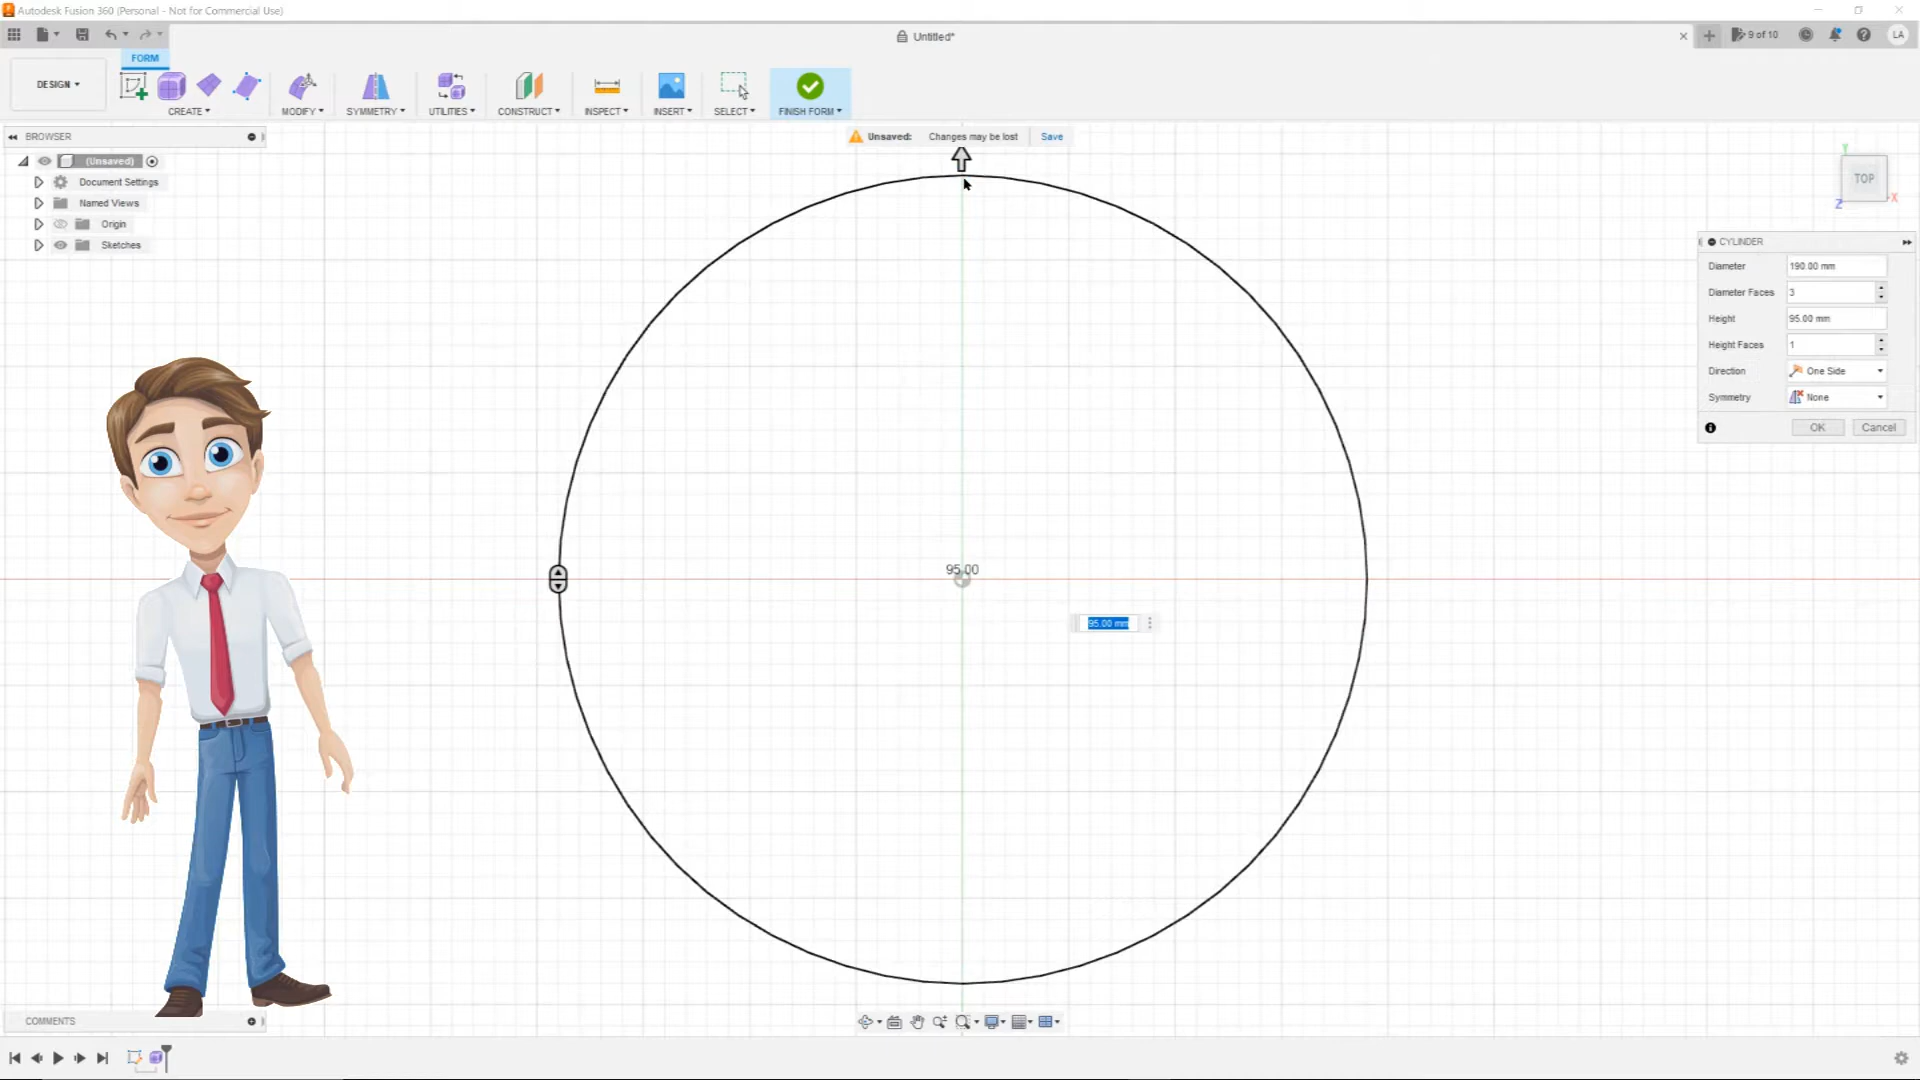 Autodesk Fusion 360 (Personal - Not for Commercial Use)
Untitled*
9 of 10
LA
FORM
DESIGN
CREATE
MODIFY
SYMMETRY
UTILITIES
CONSTRUCT
INSPECT
INSERT
SELECT
FINISH FORM
BROWSER
Unsaved: Changes may be lost Save
(Unsaved)
Document Settings
Named Views
Origin
Sketches
Y
TOP
X
Z
CYLINDER
Diameter 190.00 mm
Diameter Faces 3
Height 95.00 mm
Height Faces 1
Direction One Side
Symmetry None
OK Cancel
95.00
95.00 mm
COMMENTS